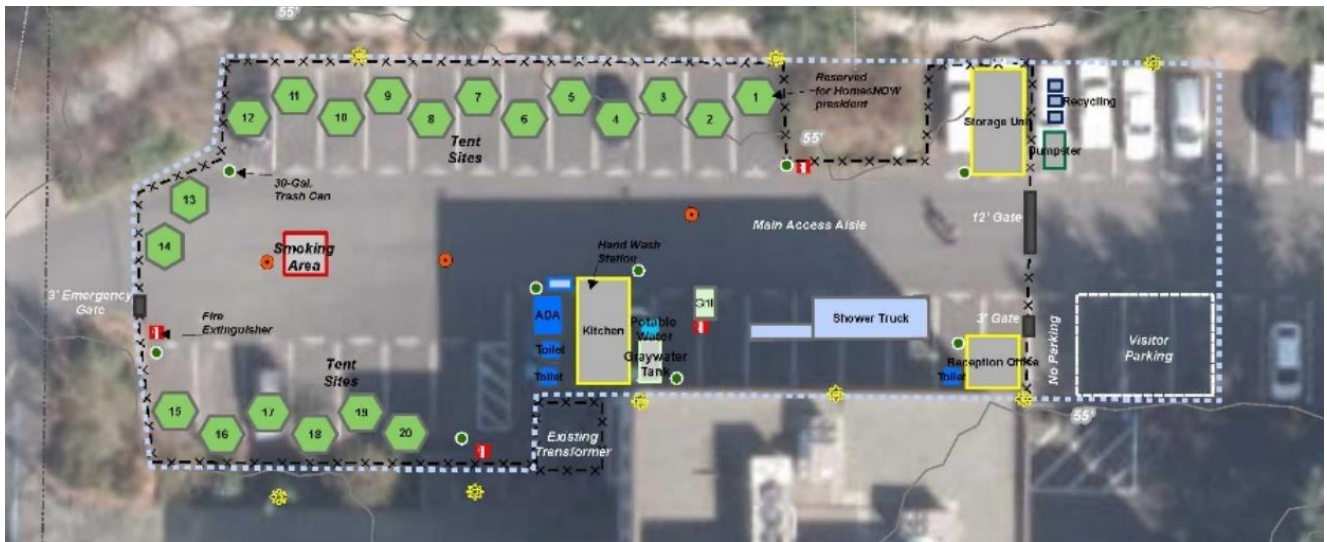 55'
11
9
7
5
3
1
12
10
8
6
4
2
Reserved
for HomesNOW
president
Recycling
Storage Unit
Dumpster
55'
Tent
Sites
30-Gal.
Trash Can
13
14
Smoking
Area
Main Access Aisle
12' Gate
Hand Wash
Station
3' Emergency
Gate
Fire
Extinguisher
ADA
Toilet
Toilet
Kitchen
Potable
Water
Graywater
Tank
Grill
Shower Truck
3' Gate
Reception Office
Toilet
No Parking
Visitor
Parking
Tent
Sites
15
16
17
18
19
20
Existing
Transformer
55'